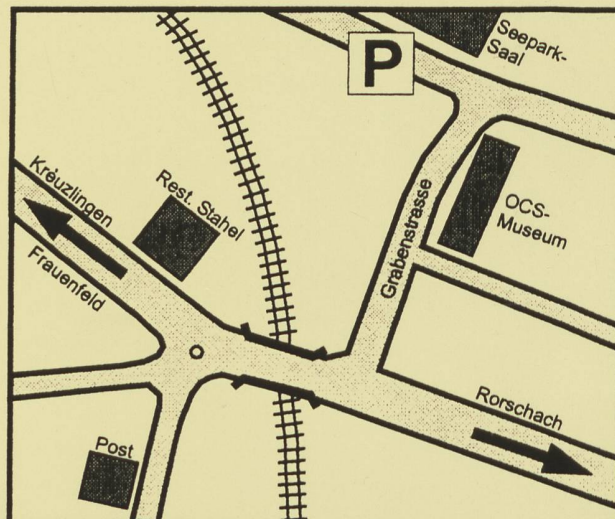 P
Seepark-
Saal
Kreuzlingen
Frauenfeld
Rest. Stahel
Grabenstrasse
OCS-
Museum
Rorschach
Post